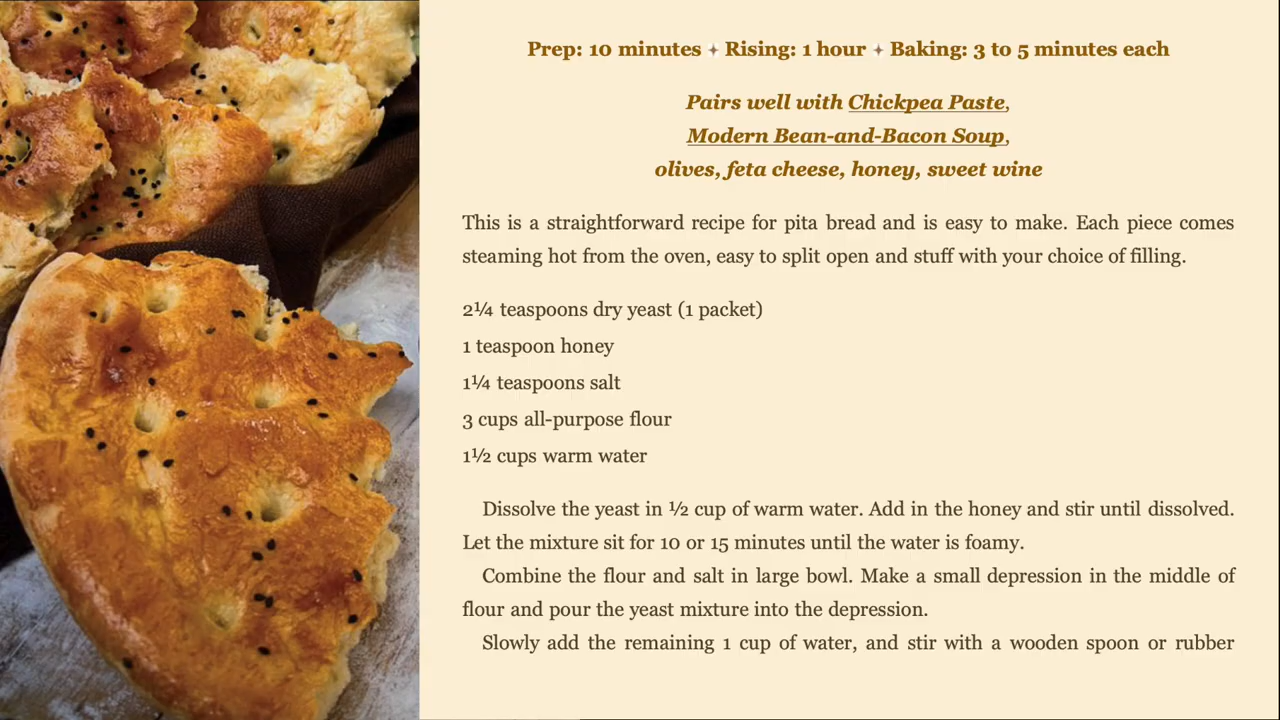 Prep: 10 minutes ✦ Rising: 1 hour ✦ Baking: 3 to 5 minutes each
Pairs well with Chickpea Paste,
Modern Bean-and-Bacon Soup,
olives, feta cheese, honey, sweet wine
This is a straightforward recipe for pita bread and is easy to make. Each piece comes
steaming hot from the oven, easy to split open and stuff with your choice of filling.
2¼ teaspoons dry yeast (1 packet)
1 teaspoon honey
1¼ teaspoons salt
3 cups all-purpose flour
1½ cups warm water
Dissolve the yeast in ½ cup of warm water. Add in the honey and stir until dissolved.
Let the mixture sit for 10 or 15 minutes until the water is foamy.
Combine the flour and salt in large bowl. Make a small depression in the middle of
flour and pour the yeast mixture into the depression.
Slowly add the remaining 1 cup of water, and stir with a wooden spoon or rubber